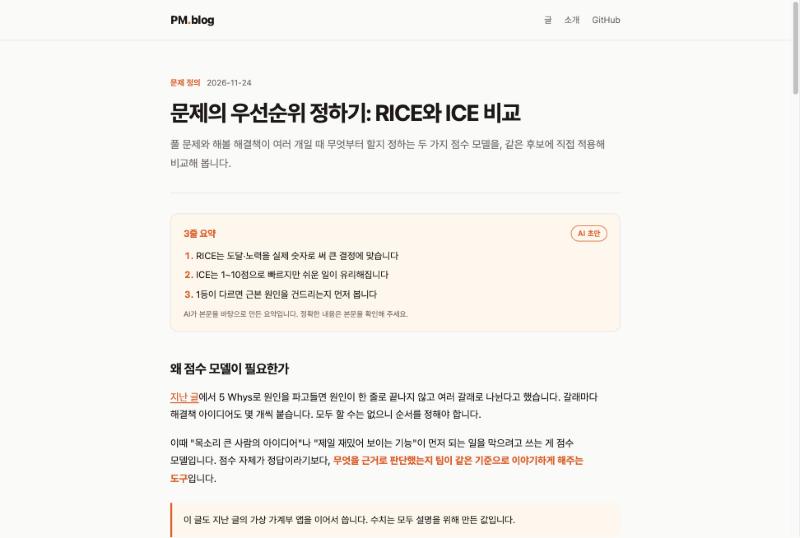 PM.blog
글 소개 GitHub
문제 정의 2026-11-24
문제의 우선순위 정하기: RICE와 ICE 비교
풀 문제와 해볼 해결책이 여러 개일 때 무엇부터 할지 정하는 두 가지 점수 모델을, 같은 후보에 직접 적용해
비교해 봅니다.
3줄 요약
AI 초안
1. RICE는 도달·노력을 실제 숫자로 써 큰 결정에 맞습니다
2. ICE는 1~10점으로 빠르지만 쉬운 일이 유리해집니다
3. 1등이 다르면 근본 원인을 건드리는지 먼저 봅니다
AI가 본문을 바탕으로 만든 요약입니다. 정확한 내용은 본문을 확인해 주세요.
왜 점수 모델이 필요한가
지난 글에서 5 Whys로 원인을 파고들면 원인이 한 줄로 끝나지 않고 여러 갈래로 나뉜다고 했습니다. 갈래마다
해결책 아이디어도 몇 개씩 붙습니다. 모두 할 수는 없으니 순서를 정해야 합니다.
이때 "목소리 큰 사람의 아이디어"나 "제일 재밌어 보이는 기능"이 먼저 되는 일을 막으려고 쓰는 게 점수
모델입니다. 점수 자체가 정답이라기보다, 무엇을 근거로 판단했는지 팀이 같은 기준으로 이야기하게 해주는
도구입니다.
이 글도 지난 글의 가상 가계부 앱을 이어서 씁니다. 수치는 모두 설명을 위해 만든 값입니다.